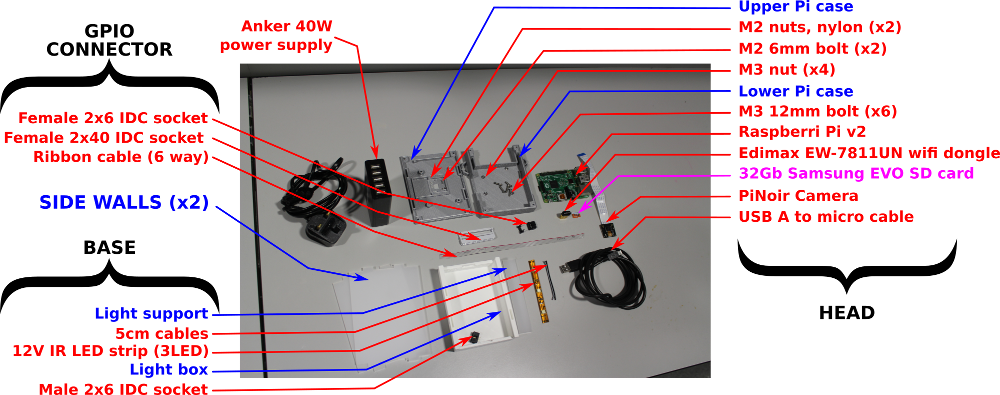 GPIO
CONNECTOR
Female 2x6 IDC socket
Female 2x40 IDC socket
Ribbon cable (6 way)
SIDE WALLS (x2)
BASE
Light support
5cm cables
12V IR LED strip (3LED)
Light box
Male 2x6 IDC socket
Anker 40W
power supply
Upper Pi case
M2 nuts, nylon (x2)
M2 6mm bolt (x2)
M3 nut (x4)
Lower Pi case
M3 12mm bolt (x6)
Raspberri Pi v2
Edimax EW-7811UN wifi dongle
32Gb Samsung EVO SD card
PiNoir Camera
USB A to micro cable
HEAD